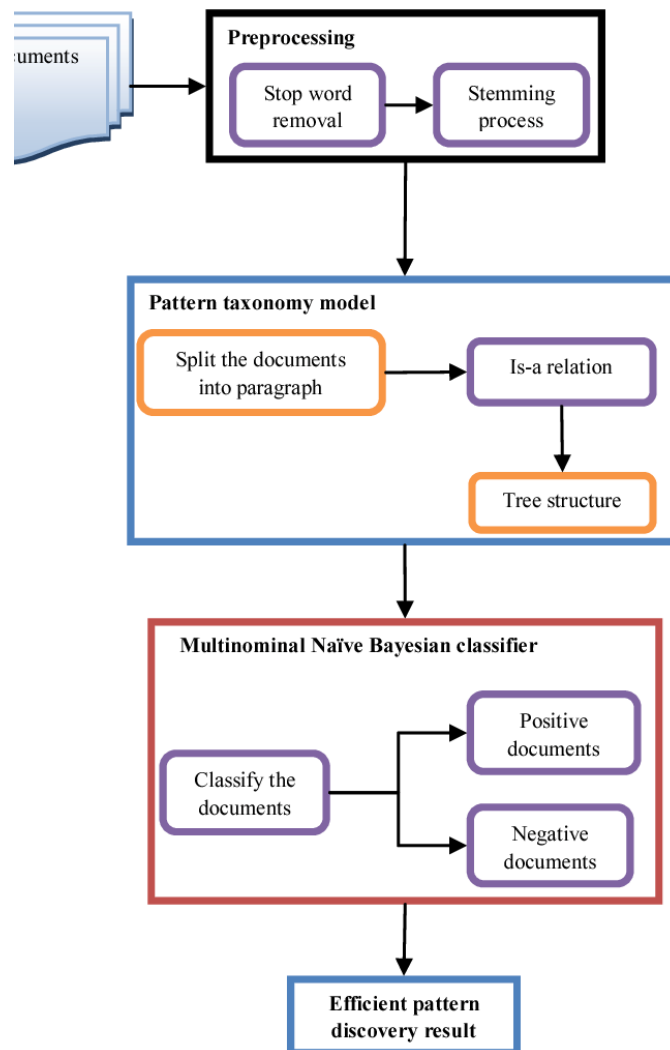 cuments
Preprocessing
Stop word
removal
Stemming
process
Pattern taxonomy model
Split the documents
into paragraph
Is-a relation
Tree structure
Multinominal Naïve Bayesian classifier
Classify the
documents
Positive
documents
Negative
documents
Efficient pattern
discovery result